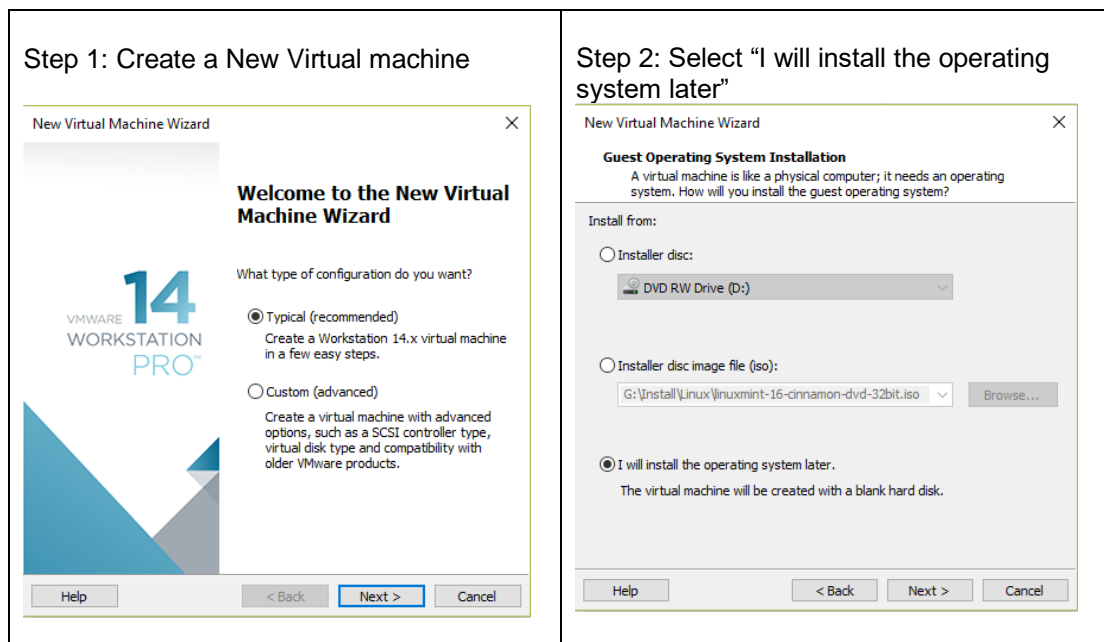 Step 1: Create a New Virtual machine
New Virtual Machine Wizard
Welcome to the New Virtual
Machine Wizard
What type of configuration do you want?
14
VMWARE
WORKSTATION
PRO™
Typical (recommended)
Create a Workstation 14.x virtual machine
in a few easy steps.
Custom (advanced)
Create a virtual machine with advanced
options, such as a SCSI controller type,
virtual disk type and compatibility with
older VMware products.
Help
< Back
Next >
Cancel
Step 2: Select “I will install the operating
system later”
New Virtual Machine Wizard
Guest Operating System Installation
A virtual machine is like a physical computer; it needs an operating
system. How will you install the guest operating system?
Install from:
Installer disc:
DVD RW Drive (D:)
Installer disc image file (iso):
G:\Install\Linux\linuxmint-16-cinnamon-dvd-32bit.iso
Browse...
I will install the operating system later.
The virtual machine will be created with a blank hard disk.
Help
< Back
Next >
Cancel